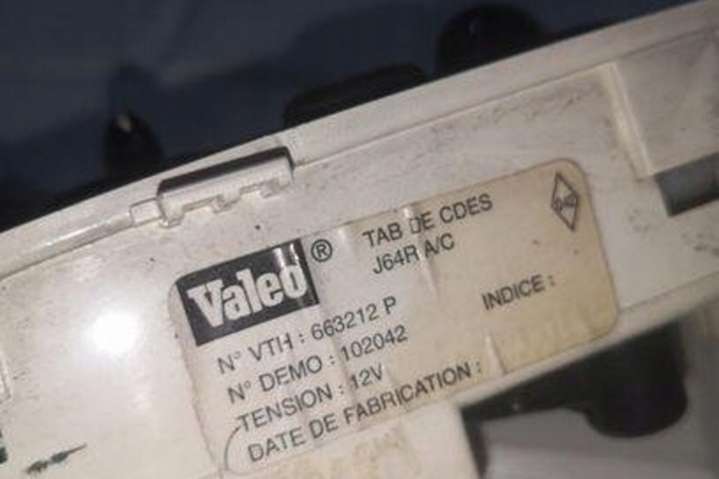 Valeo ®
TAB DE CDES
J64R A/C
N° VTH : 663212 P
N° DEMO : 102042
TENSION : 12V
DATE DE FABRICATION :
INDICE :